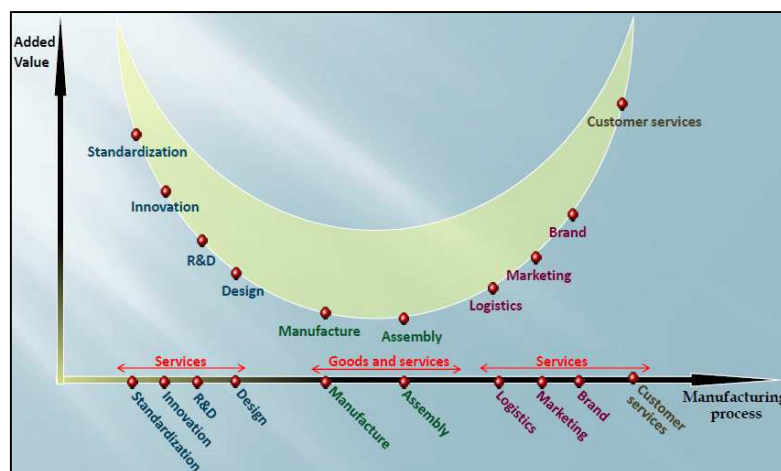 Added
Value
Customer services
Standardization
Innovation
Brand
R&D
Marketing
Design
Logistics
Manufacture
Assembly
Services
Goods and services
Services
Standardization
Innovation
R&D
Design
Manufacture
Assembly
Logistics
Marketing
Brand
Customer
services
Manufacturing
process